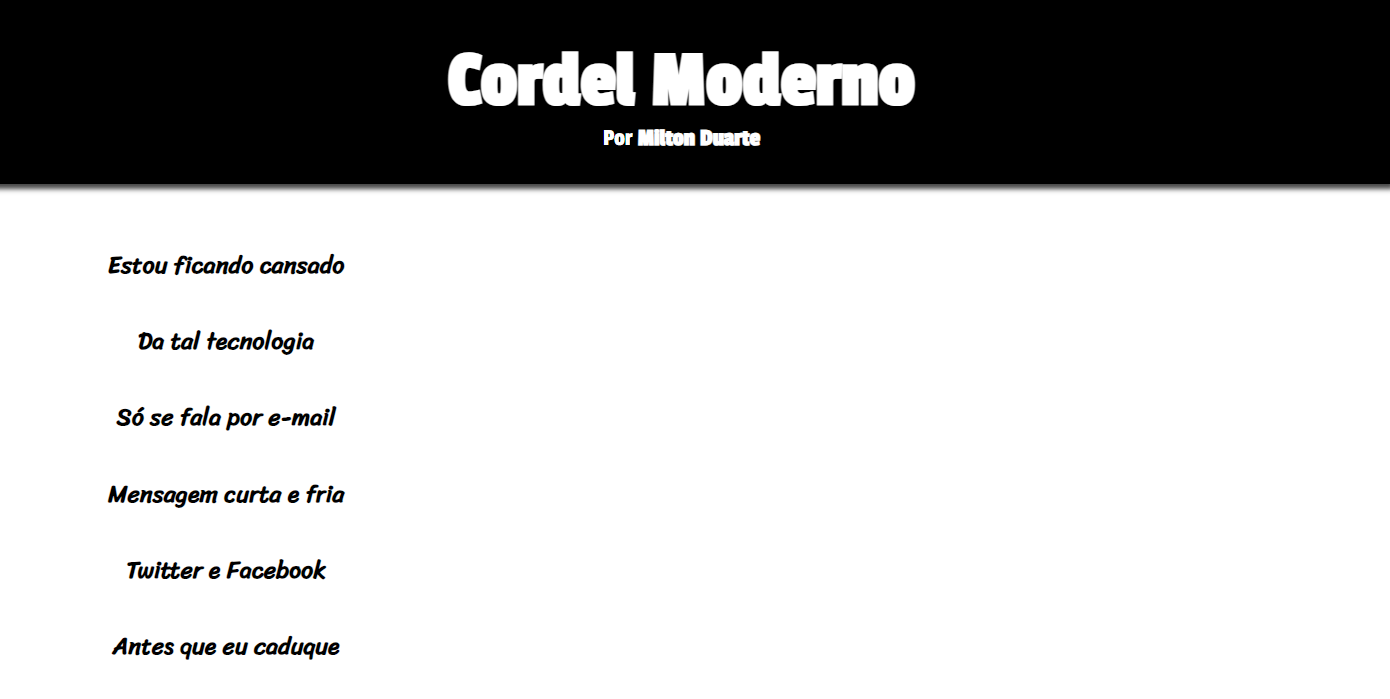 Cordel Moderno
Por Milton Duarte
Estou ficando cansado
Da tal tecnologia
Só se fala por e-mail
Mensagem curta e fria
Twitter e Facebook
Antes que eu caduque